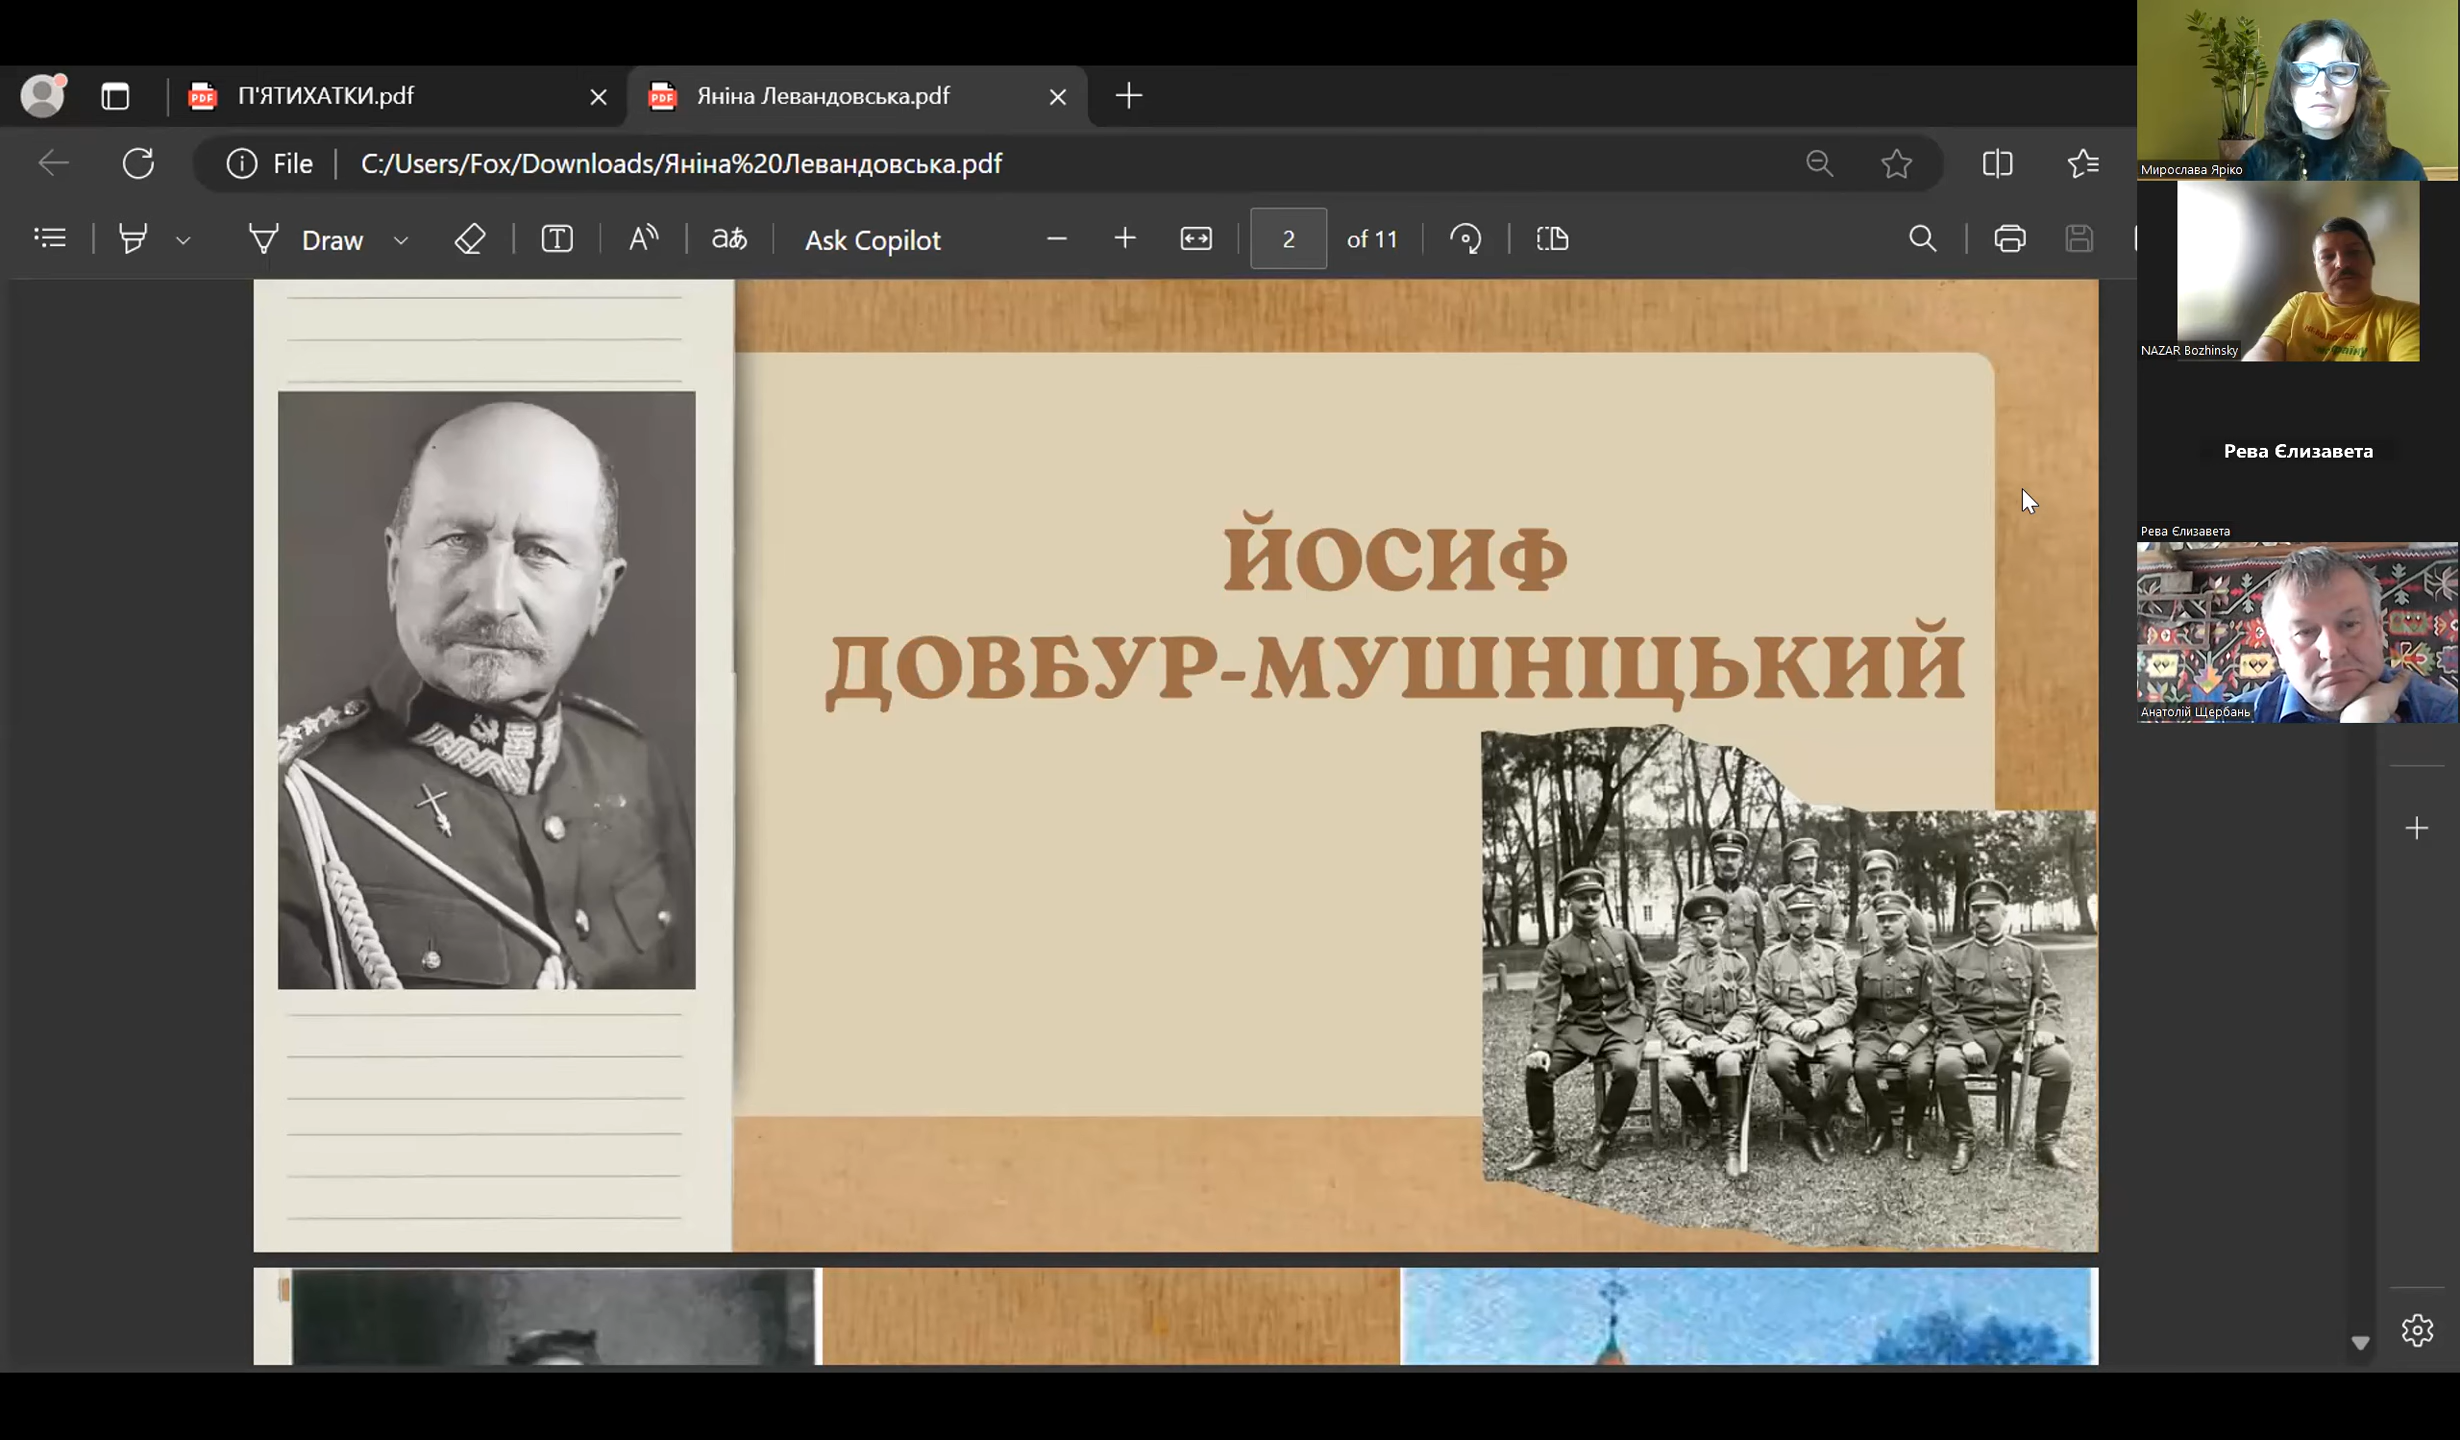 П'ЯТИХАТКИ.pdf
Яніна Левандовська.pdf
File
C:/Users/Fox/Downloads/Яніна%20Левандовська.pdf
Draw
Ask Copilot
2 of 11
ЙОСИФ
ДОВБУР-МУШНІЦЬКИЙ
Мирослава Яріко
NAZAR Bozhinsky
Рева Єлизавета
Рева Єлизавета
Анатолій Щербань